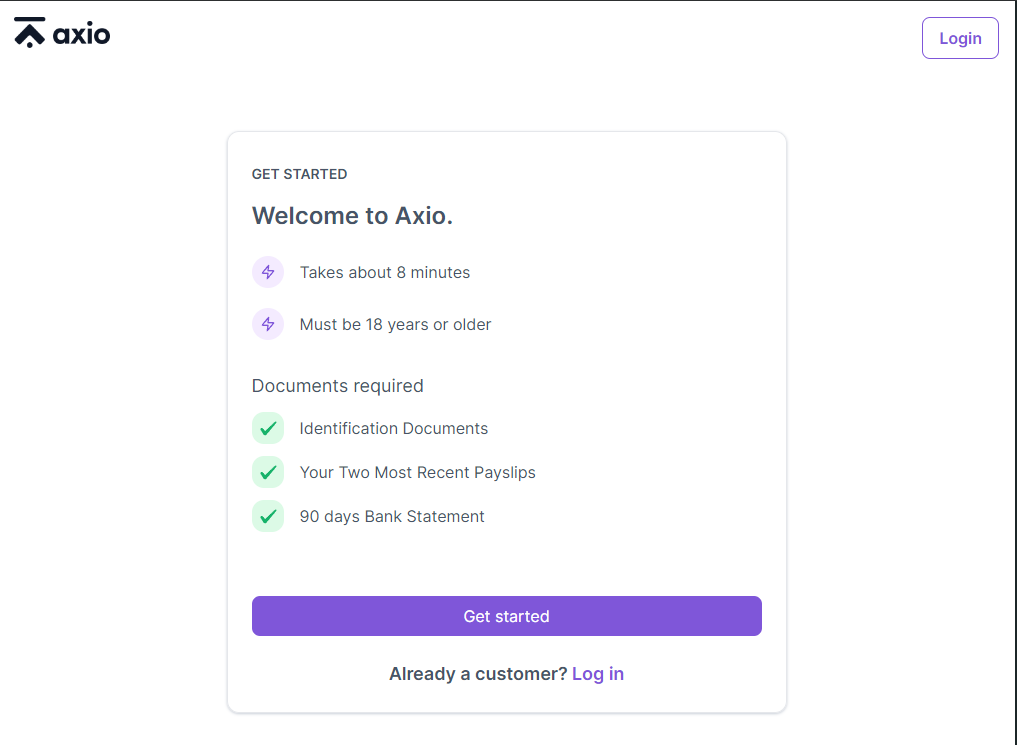 axio
Login
GET STARTED
Welcome to Axio.
Takes about 8 minutes
Must be 18 years or older
Documents required
Identification Documents
Your Two Most Recent Payslips
90 days Bank Statement
Get started
Already a customer? Log in